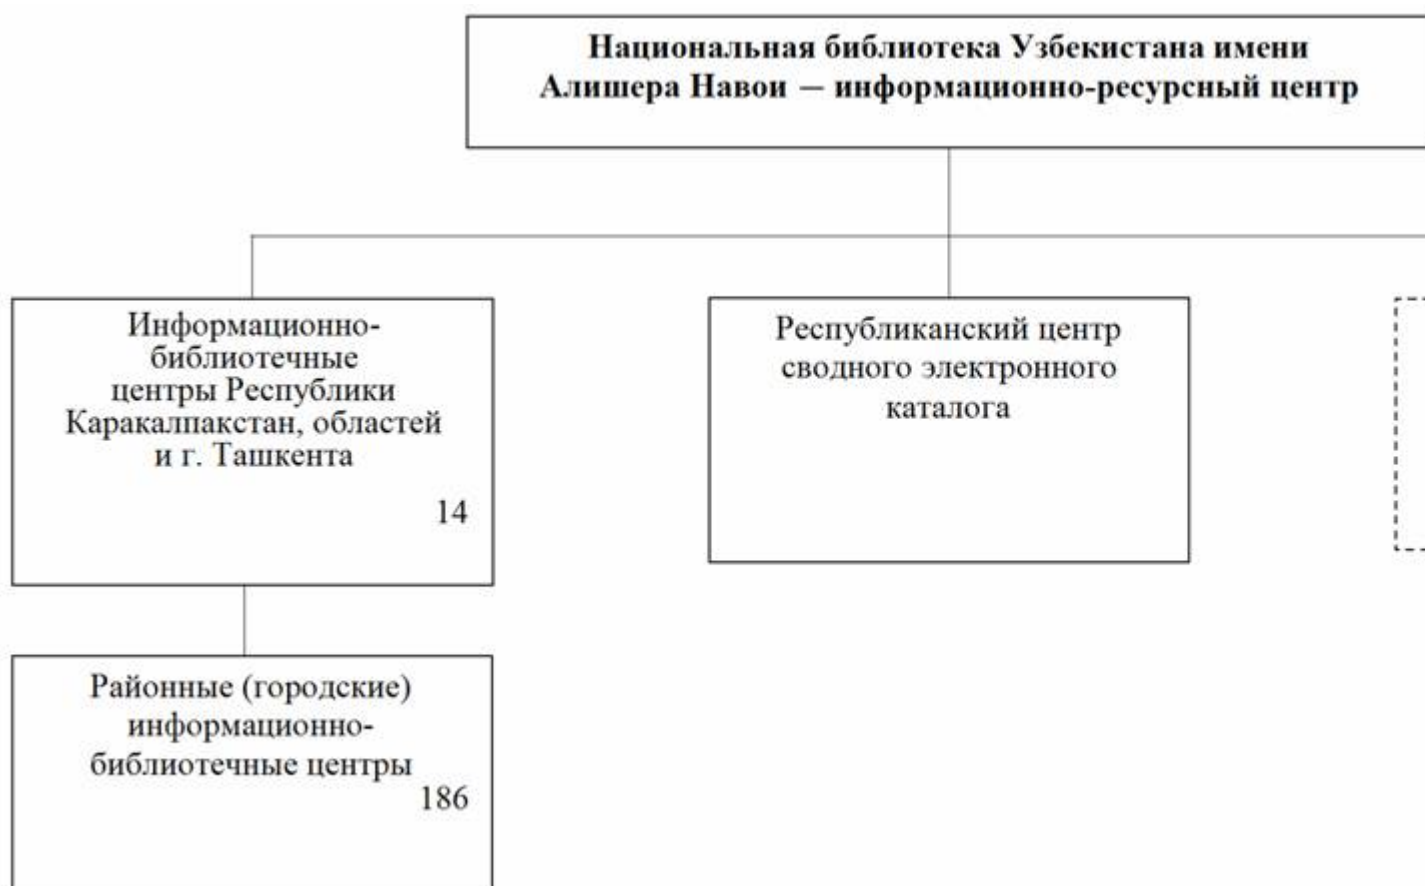 Национальная библиотека Узбекистана имени
Алишера Навои — информационно-ресурсный центр
Информационно-
библиотечные
центры Республики
Каракалпакстан, областей
и г. Ташкента
14
Республиканский центр
сводного электронного
каталога
Районные (городские)
информационно-
библиотечные центры
186